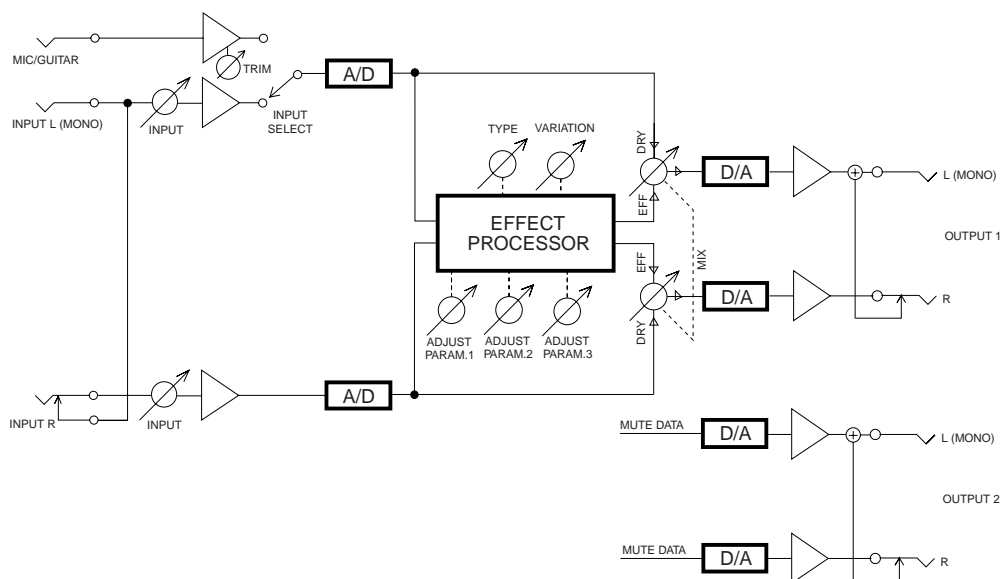 MIC/GUITAR
TRIM
A/D
INPUT L (MONO)
INPUT
INPUT
SELECT
TYPE
VARIATION
DRY
D/A
L (MONO)
EFF
EFFECT
PROCESSOR
OUTPUT 1
MIX
EFF
D/A
R
DRY
ADJUST
PARAM.1
ADJUST
PARAM.2
ADJUST
PARAM.3
A/D
INPUT R
INPUT
MUTE DATA
D/A
L (MONO)
OUTPUT 2
MUTE DATA
D/A
R